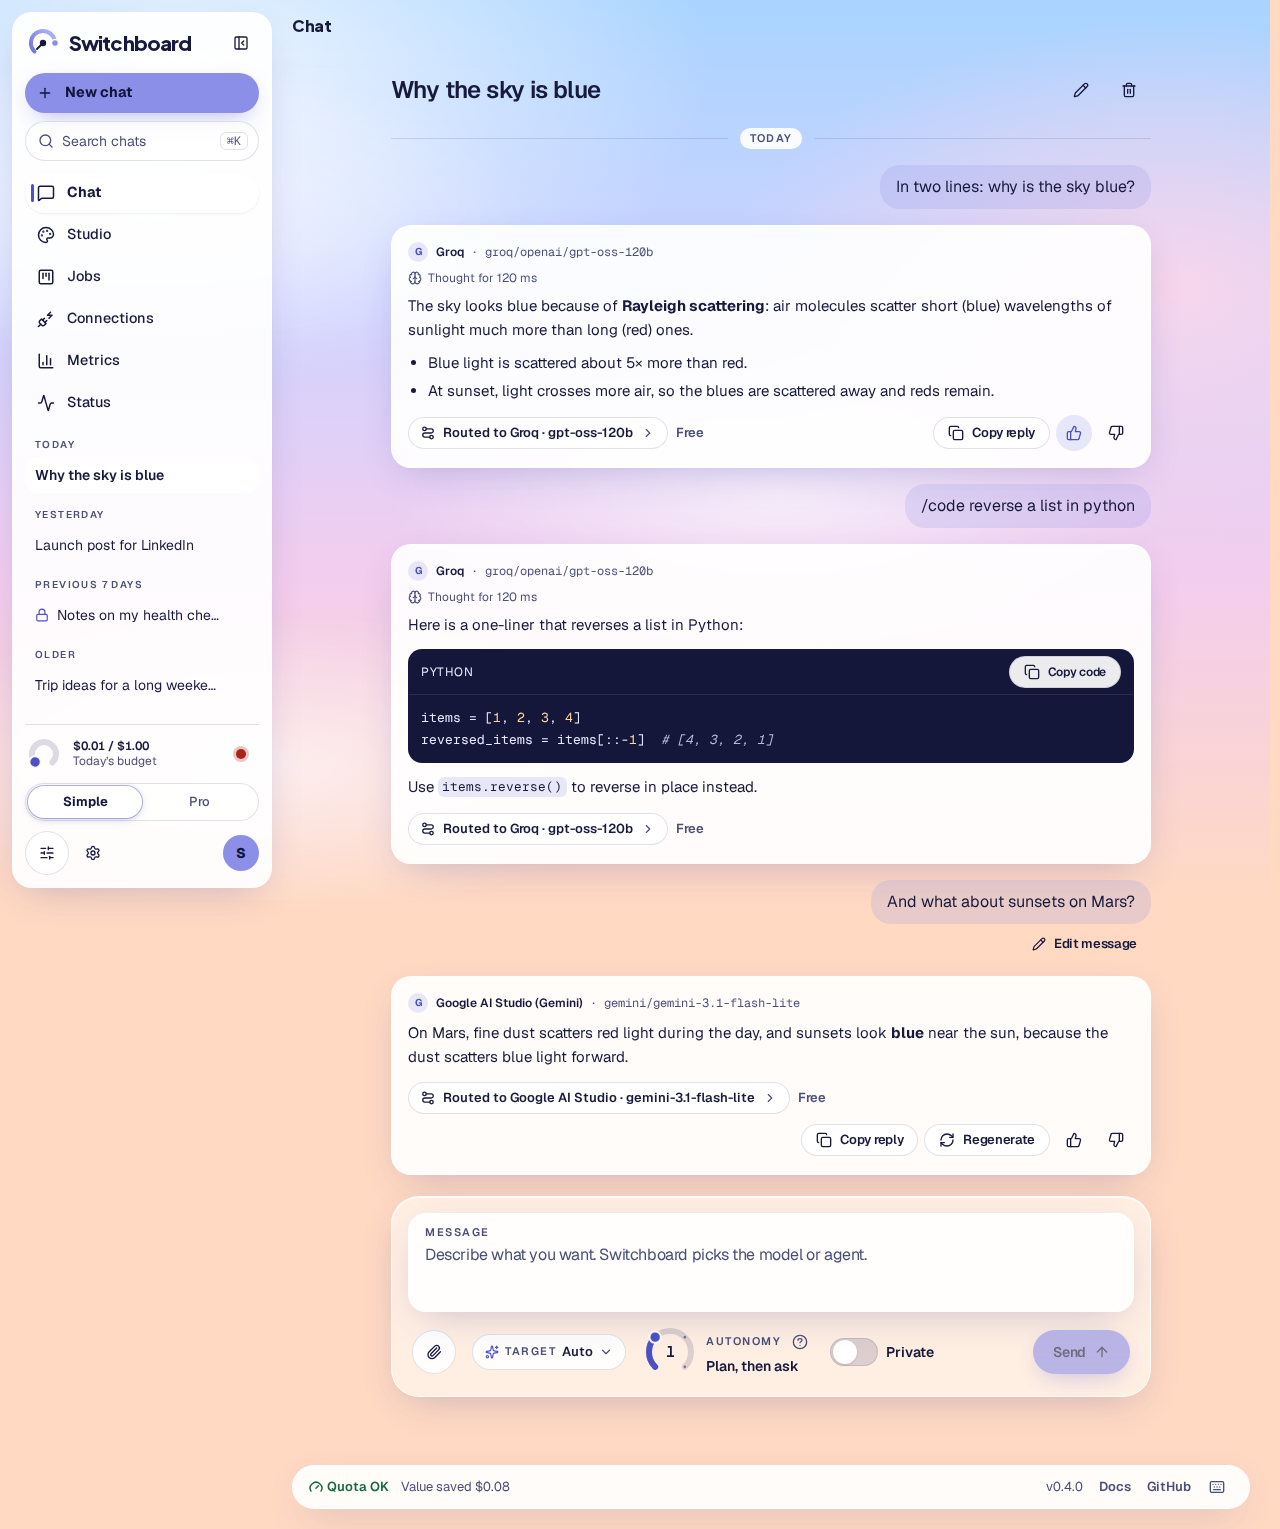 Switchboard
New chat
Search chats ⌘K
Chat
Studio
Jobs
Connections
Metrics
Status
TODAY
Why the sky is blue
YESTERDAY
Launch post for LinkedIn
PREVIOUS 7 DAYS
Notes on my health che...
OLDER
Trip ideas for a long weeke...
$0.01 / $1.00
Today's budget
Simple Pro
S
Chat
Why the sky is blue
TODAY
In two lines: why is the sky blue?
G Groq · groq/openai/gpt-oss-120b
Thought for 120 ms
The sky looks blue because of Rayleigh scattering: air molecules scatter short (blue) wavelengths of
sunlight much more than long (red) ones.
• Blue light is scattered about 5× more than red.
• At sunset, light crosses more air, so the blues are scattered away and reds remain.
Routed to Groq · gpt-oss-120b Free Copy reply
/code reverse a list in python
G Groq · groq/openai/gpt-oss-120b
Thought for 120 ms
Here is a one-liner that reverses a list in Python:
PYTHON Copy code
items = [1, 2, 3, 4]
reversed_items = items[::-1]  # [4, 3, 2, 1]
Use items.reverse() to reverse in place instead.
Routed to Groq · gpt-oss-120b Free
And what about sunsets on Mars?
Edit message
G Google AI Studio (Gemini) · gemini/gemini-3.1-flash-lite
On Mars, fine dust scatters red light during the day, and sunsets look blue near the sun, because the
dust scatters blue light forward.
Routed to Google AI Studio · gemini-3.1-flash-lite Free
Copy reply Regenerate
MESSAGE
Describe what you want. Switchboard picks the model or agent.
TARGET Auto 1 AUTONOMY Private Send
Plan, then ask
Quota OK Value saved $0.08 v0.4.0 Docs GitHub